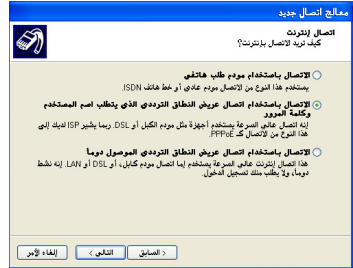 معالج اتصال جديد
اتصال إنترنت
كيف تريد الاتصال بإنترنت؟
الاتصال باستخدام مودم طلب هاتفي
يستخدم هذا النوع من الاتصال مودم عادي أو خط هاتف ISDN.
الاتصال باستخدام اتصال عريض النطاق الترددي الذي يتطلب اسم المستخدم
وكلمة المرور
إنه اتصال عالي السرعة يستخدم أجهزة مثل مودم الكبل أو DSL. ربما يشير ISP لديك إلى
هذا النوع من الاتصال كـ PPPoE.
الاتصال باستخدام اتصال عريض النطاق الترددي الموصول دوماً
هذا اتصال إنترنت عالي السرعة يستخدم إما اتصال مودم كابل، أو DSL أو LAN. إنه نشط
دوماً، ولا يطلب منك تسجيل الدخول.
< السابق
التالي >
إلغاء الأمر